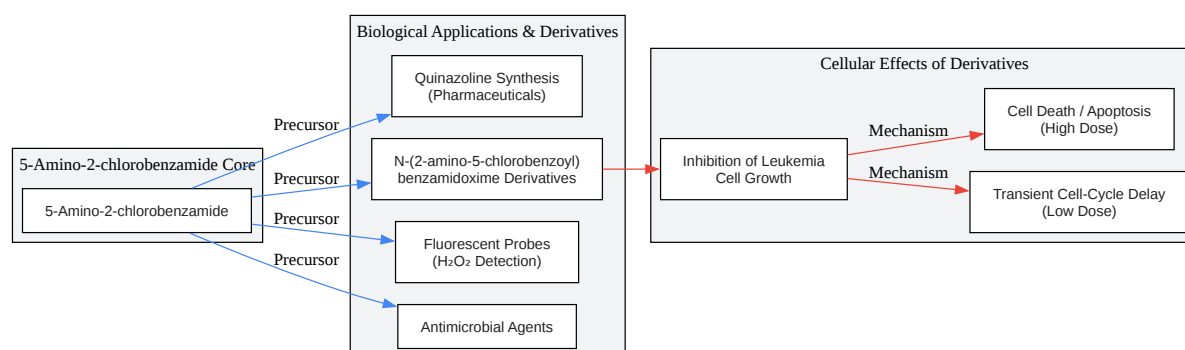 5-Amino-2-chlorobenzamide Core
5-Amino-2-chlorobenzamide
Precursor
Precursor
Precursor
Precursor
Biological Applications & Derivatives
Quinazoline Synthesis
(Pharmaceuticals)
N-(2-amino-5-chlorobenzoyl)
benzamidoxime Derivatives
Fluorescent Probes
(H₂O₂ Detection)
Antimicrobial Agents
Cellular Effects of Derivatives
Inhibition of Leukemia
Cell Growth
Mechanism
Mechanism
Cell Death / Apoptosis
(High Dose)
Transient Cell-Cycle Delay
(Low Dose)